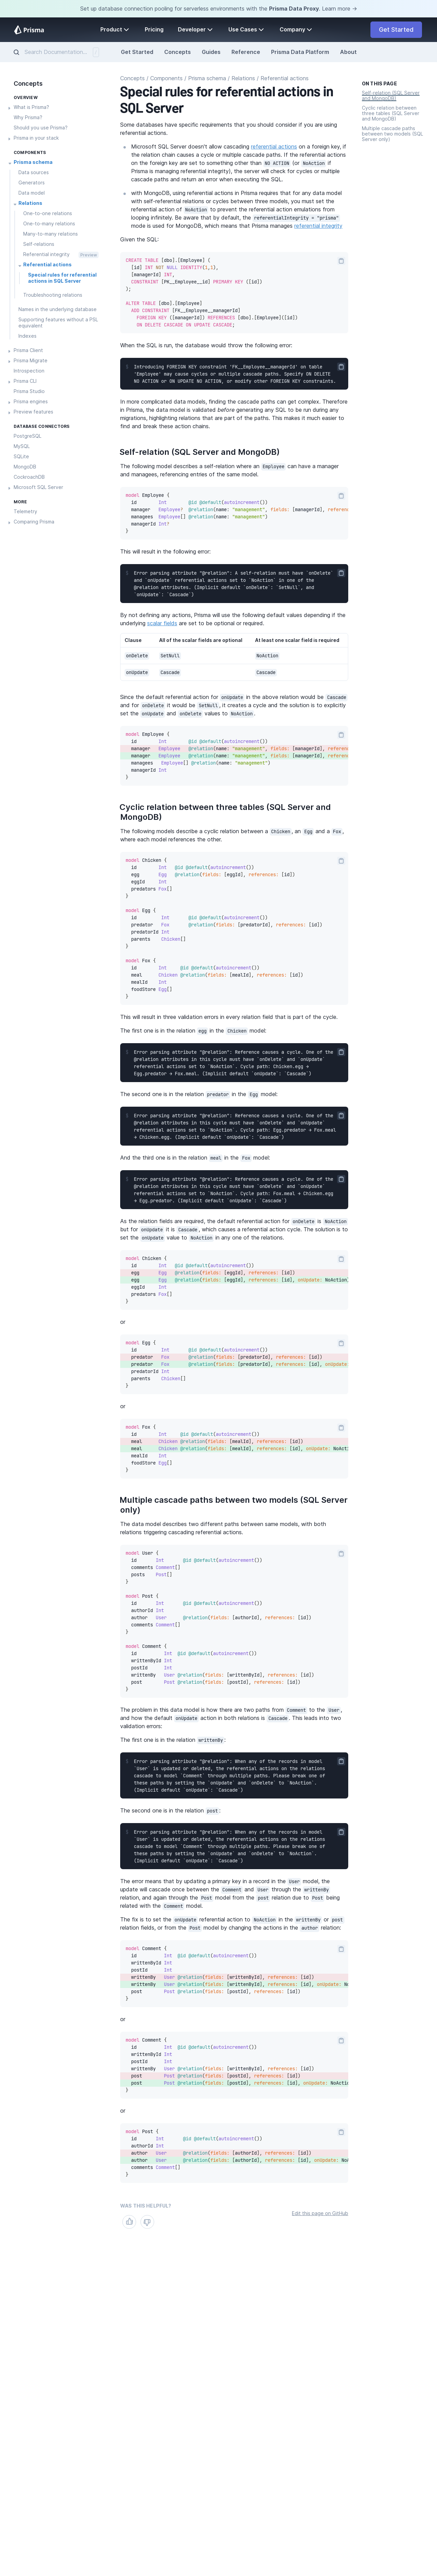 Set up database connection pooling for serverless environments with the Prisma Data Proxy. Learn more →
Prisma
Product
Pricing
Developer
Use Cases
Company
Get Started
Search Documentation...
Get Started
Concepts
Guides
Reference
Prisma Data Platform
About
Concepts
OVERVIEW
What is Prisma?
Why Prisma?
Should you use Prisma?
Prisma in your stack
COMPONENTS
Prisma schema
Data sources
Generators
Data model
Relations
One-to-one relations
One-to-many relations
Many-to-many relations
Self-relations
Referential integrity Preview
Referential actions
Special rules for referential
actions in SQL Server
Troubleshooting relations
Names in the underlying database
Supporting features without a PSL
equivalent
Indexes
Prisma Client
Prisma Migrate
Introspection
Prisma CLI
Prisma Studio
Prisma engines
Preview features
DATABASE CONNECTORS
PostgreSQL
MySQL
SQLite
MongoDB
CockroachDB
Microsoft SQL Server
MORE
Telemetry
Comparing Prisma
Concepts / Components / Prisma schema / Relations / Referential actions
Special rules for referential actions in
SQL Server
Some databases have specific requirements that you should consider if you are using
referential actions.
Microsoft SQL Server doesn't allow cascading referential actions on a foreign key, if the
relation chain causes a cycle or multiple cascade paths. If the referential actions
on the foreign key are set to something other than NO ACTION (or NoAction if
Prisma is managing referential integrity), the server will check for cycles or multiple
cascade paths and return an error when executing the SQL.
with MongoDB, using referential actions in Prisma requires that for any data model
with self-referential relations or cycles between three models, you must set the
referential action of NoAction to prevent the referential action emulations from
looping infinitely. Be aware that by default, the referentialIntegrity = "prisma"
mode is used for MongoDB, which means that Prisma manages referential integrity.
Given the SQL:
CREATE TABLE [dbo].[Employee] (
[id] INT NOT NULL IDENTITY(1,1),
[managerId] INT,
CONSTRAINT [PK__Employee__id] PRIMARY KEY ([id])
);
ALTER TABLE [dbo].[Employee]
ADD CONSTRAINT [FK__Employee__managerId]
FOREIGN KEY ([managerId]) REFERENCES [dbo].[Employee]([id])
ON DELETE CASCADE ON UPDATE CASCADE;
When the SQL is run, the database would throw the following error:
1 Introducing FOREIGN KEY constraint 'FK__Employee__managerId' on table
'Employee' may cause cycles or multiple cascade paths. Specify ON DELETE
NO ACTION or ON UPDATE NO ACTION, or modify other FOREIGN KEY constraints.
In more complicated data models, finding the cascade paths can get complex. Therefore
in Prisma, the data model is validated before generating any SQL to be run during any
migrations, highlighting relations that are part of the paths. This makes it much easier to
find and break these action chains.
Self-relation (SQL Server and MongoDB)
The following model describes a self-relation where an Employee can have a manager
and managees, referencing entries of the same model.
model Employee {
id Int @id @default(autoincrement())
manager Employee? @relation(name: "management", fields: [managerId], referenc
managees Employee[] @relation(name: "management")
managerId Int?
}
This will result in the following error:
1 Error parsing attribute "@relation": A self-relation must have `onDelete`
and `onUpdate` referential actions set to `NoAction` in one of the
@relation attributes. (Implicit default `onDelete`: `SetNull`, and
`onUpdate`: `Cascade`)
By not defining any actions, Prisma will use the following default values depending if the
underlying scalar fields are set to be optional or required.
Clause All of the scalar fields are optional At least one scalar field is required
onDelete SetNull NoAction
onUpdate Cascade Cascade
Since the default referential action for onUpdate in the above relation would be Cascade
and for onDelete it would be SetNull, it creates a cycle and the solution is to explicitly
set the onUpdate and onDelete values to NoAction.
model Employee {
id Int @id @default(autoincrement())
manager Employee @relation(name: "management", fields: [managerId], referenc
manager Employee @relation(name: "management", fields: [managerId], referenc
managees Employee[] @relation(name: "management")
managerId Int
}
Cyclic relation between three tables (SQL Server and
MongoDB)
The following models describe a cyclic relation between a Chicken, an Egg and a Fox,
where each model references the other.
model Chicken {
id Int @id @default(autoincrement())
egg Egg @relation(fields: [eggId], references: [id])
eggId Int
predators Fox[]
}
model Egg {
id Int @id @default(autoincrement())
predator Fox @relation(fields: [predatorId], references: [id])
predatorId Int
parents Chicken[]
}
model Fox {
id Int @id @default(autoincrement())
meal Chicken @relation(fields: [mealId], references: [id])
mealId Int
foodStore Egg[]
}
This will result in three validation errors in every relation field that is part of the cycle.
The first one is in the relation egg in the Chicken model:
1 Error parsing attribute "@relation": Reference causes a cycle. One of the
@relation attributes in this cycle must have `onDelete` and `onUpdate`
referential actions set to `NoAction`. Cycle path: Chicken.egg →
Egg.predator → Fox.meal. (Implicit default `onUpdate`: `Cascade`)
The second one is in the relation predator in the Egg model:
1 Error parsing attribute "@relation": Reference causes a cycle. One of the
@relation attributes in this cycle must have `onDelete` and `onUpdate`
referential actions set to `NoAction`. Cycle path: Egg.predator → Fox.meal
→ Chicken.egg. (Implicit default `onUpdate`: `Cascade`)
And the third one is in the relation meal in the Fox model:
1 Error parsing attribute "@relation": Reference causes a cycle. One of the
@relation attributes in this cycle must have `onDelete` and `onUpdate`
referential actions set to `NoAction`. Cycle path: Fox.meal → Chicken.egg
→ Egg.predator. (Implicit default `onUpdate`: `Cascade`)
As the relation fields are required, the default referential action for onDelete is NoAction
but for onUpdate it is Cascade, which causes a referential action cycle. The solution is to
set the onUpdate value to NoAction in any one of the relations.
model Chicken {
id Int @id @default(autoincrement())
egg Egg @relation(fields: [eggId], references: [id])
egg Egg @relation(fields: [eggId], references: [id], onUpdate: NoAction)
eggId Int
predators Fox[]
}
or
model Egg {
id Int @id @default(autoincrement())
predator Fox @relation(fields: [predatorId], references: [id])
predator Fox @relation(fields: [predatorId], references: [id], onUpdate
predatorId Int
parents Chicken[]
}
or
model Fox {
id Int @id @default(autoincrement())
meal Chicken @relation(fields: [mealId], references: [id])
meal Chicken @relation(fields: [mealId], references: [id], onUpdate: NoActi
mealId Int
foodStore Egg[]
}
Multiple cascade paths between two models (SQL Server
only)
The data model describes two different paths between same models, with both
relations triggering cascading referential actions.
model User {
id Int @id @default(autoincrement())
comments Comment[]
posts Post[]
}
model Post {
id Int @id @default(autoincrement())
authorId Int
author User @relation(fields: [authorId], references: [id])
comments Comment[]
}
model Comment {
id Int @id @default(autoincrement())
writtenById Int
postId Int
writtenBy User @relation(fields: [writtenById], references: [id])
post Post @relation(fields: [postId], references: [id])
}
The problem in this data model is how there are two paths from Comment to the User,
and how the default onUpdate action in both relations is Cascade. This leads into two
validation errors:
The first one is in the relation writtenBy:
1 Error parsing attribute "@relation": When any of the records in model
`User` is updated or deleted, the referential actions on the relations
cascade to model `Comment` through multiple paths. Please break one of
these paths by setting the `onUpdate` and `onDelete` to `NoAction`.
(Implicit default `onUpdate`: `Cascade`)
The second one is in the relation post:
1 Error parsing attribute "@relation": When any of the records in model
`User` is updated or deleted, the referential actions on the relations
cascade to model `Comment` through multiple paths. Please break one of
these paths by setting the `onUpdate` and `onDelete` to `NoAction`.
(Implicit default `onUpdate`: `Cascade`)
The error means that by updating a primary key in a record in the User model, the
update will cascade once between the Comment and User through the writtenBy
relation, and again through the Post model from the post relation due to Post being
related with the Comment model.
The fix is to set the onUpdate referential action to NoAction in the writtenBy or post
relation fields, or from the Post model by changing the actions in the author relation:
model Comment {
id Int @id @default(autoincrement())
writtenById Int
postId Int
writtenBy User @relation(fields: [writtenById], references: [id])
writtenBy User @relation(fields: [writtenById], references: [id], onUpdate: No
post Post @relation(fields: [postId], references: [id])
}
or
model Comment {
id Int @id @default(autoincrement())
writtenById Int
postId Int
writtenBy User @relation(fields: [writtenById], references: [id])
post Post @relation(fields: [postId], references: [id])
post Post @relation(fields: [postId], references: [id], onUpdate: NoAction
}
or
model Post {
id Int @id @default(autoincrement())
authorId Int
author User @relation(fields: [authorId], references: [id])
author User @relation(fields: [authorId], references: [id], onUpdate: NoA
comments Comment[]
}
WAS THIS HELPFUL?
Edit this page on GitHub
ON THIS PAGE
Self-relation (SQL Server
and MongoDB)
Cyclic relation between
three tables (SQL Server
and MongoDB)
Multiple cascade paths
between two models (SQL
Server only)